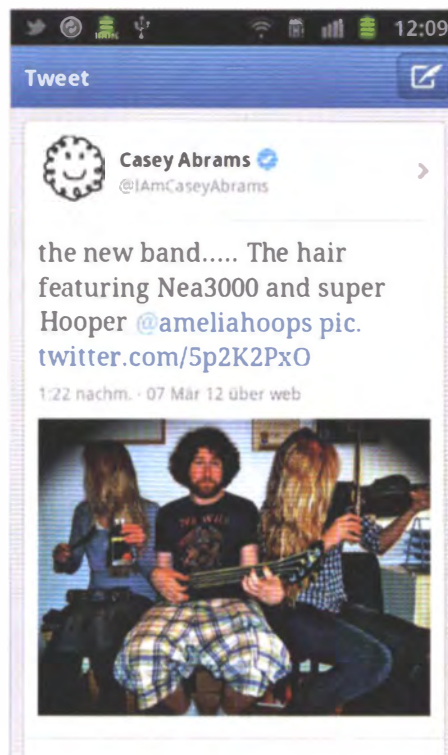 12:09
Tweet
Casey Abrams
@IAmCaseyAbrams
the new band..... The hair
featuring Nea3000 and super
Hooper @ameliahoops pic.
twitter.com/5p2K2PxO
1:22 nachm. · 07 Mär 12 über web
THE WHO